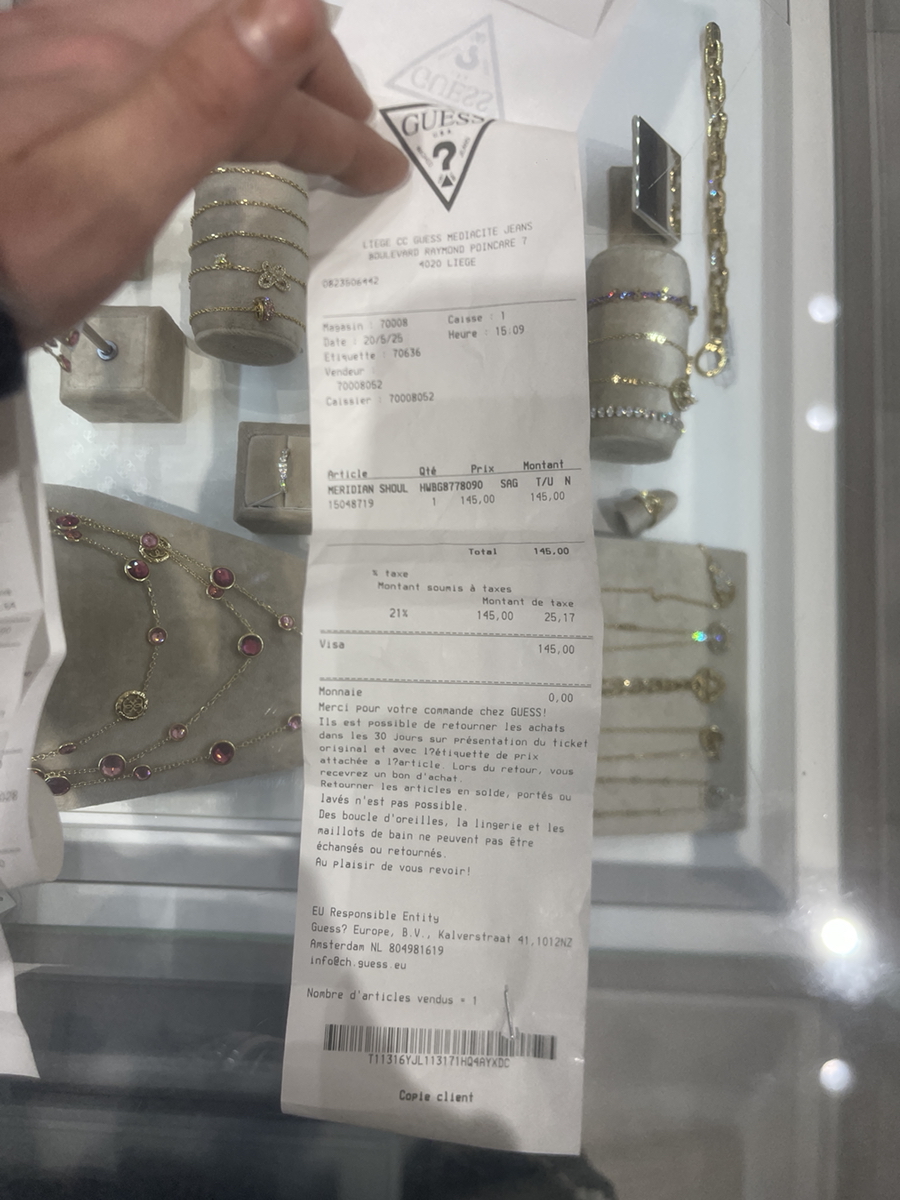 GUESS
U.S.A.
?
LIEGE CC GUESS MEDIACITE JEANS
BOULEVARD RAYMOND POINCARE 7
4020 LIEGE
0823506442
Magasin : 70008 Caisse : 1
Date : 20/5/25 Heure : 15:09
Etiquette : 70636
Vendeur :
70008052
Caissier : 70008052
Article Qté Prix Montant
MERIDIAN SHOUL HWBG8778090 SAG T/U N
15048719 1 145,00 145,00
Total 145,00
% taxe
Montant soumis à taxes
Montant de taxe
21% 145,00 25,17
Visa 145,00
Monnaie 0,00
Merci pour votre commande chez GUESS!
Ils est possible de retourner les achats
dans les 30 Jours sur présentation du ticket
original et avec l?étiquette de prix
attachée a l?article. Lors du retour, vous
recevrez un bon d'achat.
Retourner les articles en solde, portés ou
lavés n'est pas possible.
Des boucle d'oreilles, la lingerie et les
maillots de bain ne peuvent pas être
échangés ou retournés.
Au plaisir de vous revoir!
EU Responsible Entity
Guess? Europe, B.V., Kalverstraat 41,1012NZ
Amsterdam NL 804981619
info@ch.guess.eu
Nombre d'articles vendus = 1
T11316YJL113171HQ4AYXDC
Copie client